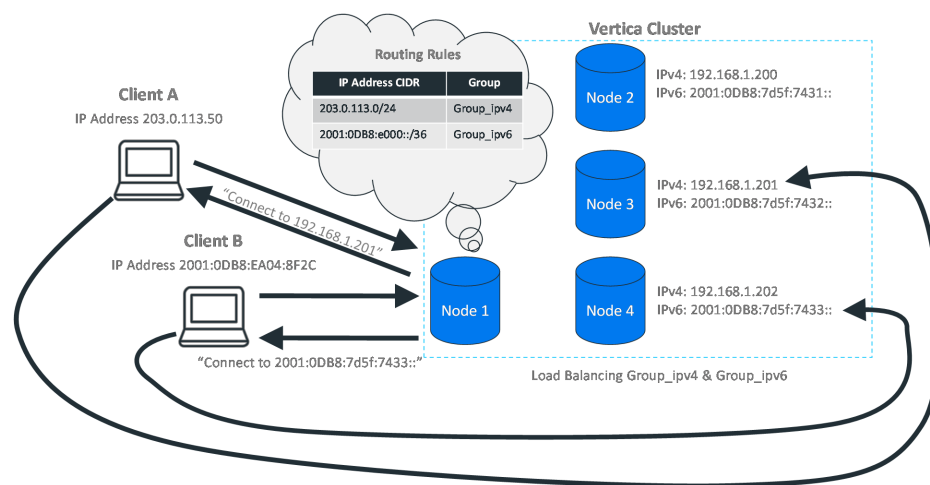 Vertica Cluster
Routing Rules
IP Address CIDR Group
203.0.113.0/24 Group_ipv4
2001:0DB8:e000::/36 Group_ipv6
Client A
IP Address 203.0.113.50
"Connect to 192.168.1.201"
Client B
IP Address 2001:0DB8:EA04:8F2C
"Connect to 2001:0DB8:7d5f:7433::"
Node 1
Node 2
IPv4: 192.168.1.200
IPv6: 2001:0DB8:7d5f:7431::
Node 3
IPv4: 192.168.1.201
IPv6: 2001:0DB8:7d5f:7432::
Node 4
IPv4: 192.168.1.202
IPv6: 2001:0DB8:7d5f:7433::
Load Balancing Group_ipv4 & Group_ipv6